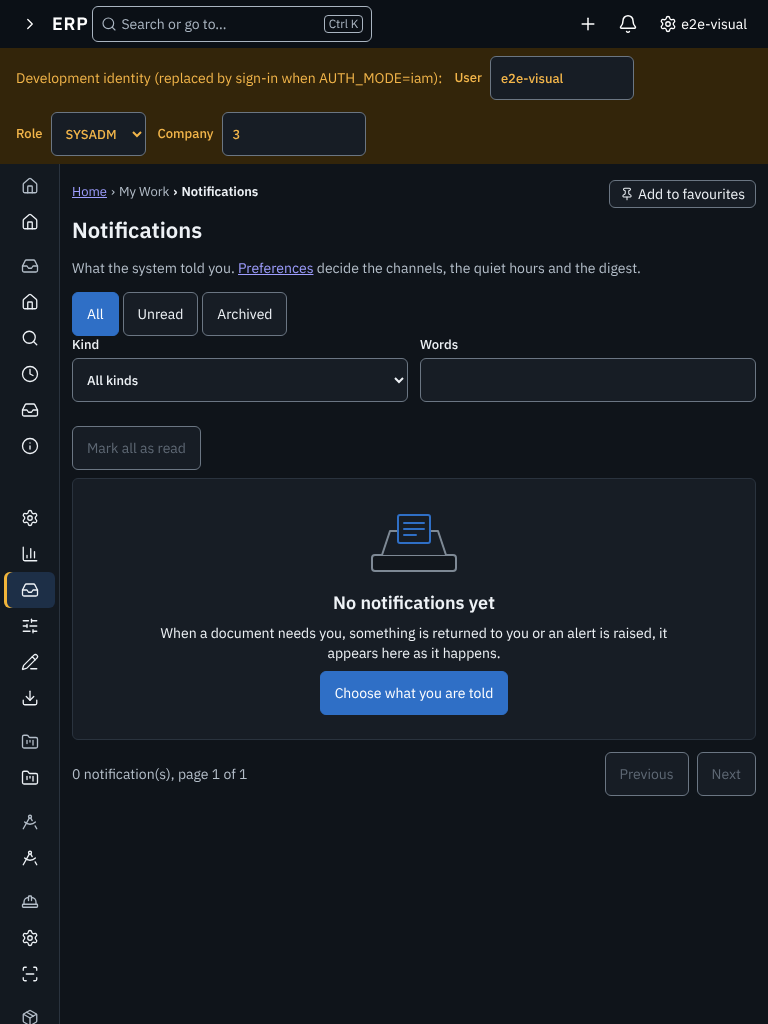 ERP Search or go to... Ctrl K e2e-visual
Development identity (replaced by sign-in when AUTH_MODE=iam): User e2e-visual
Role SYSADM Company 3
Home › My Work › Notifications Add to favourites
Notifications
What the system told you. Preferences decide the channels, the quiet hours and the digest.
All Unread Archived
Kind Words
All kinds
Mark all as read
No notifications yet
When a document needs you, something is returned to you or an alert is raised, it
appears here as it happens.
Choose what you are told
0 notification(s), page 1 of 1 Previous Next